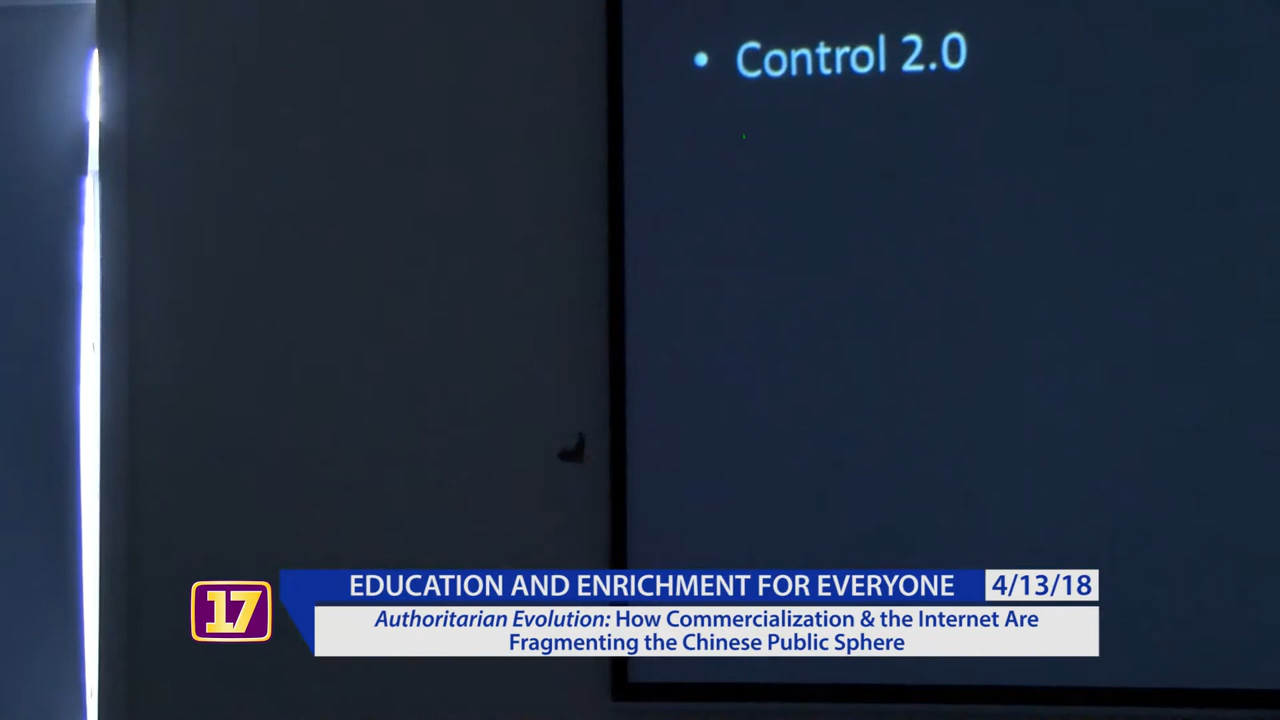 • Control 2.0
EDUCATION AND ENRICHMENT FOR EVERYONE
4/13/18
17
Authoritarian Evolution: How Commercialization & the Internet Are
Fragmenting the Chinese Public Sphere